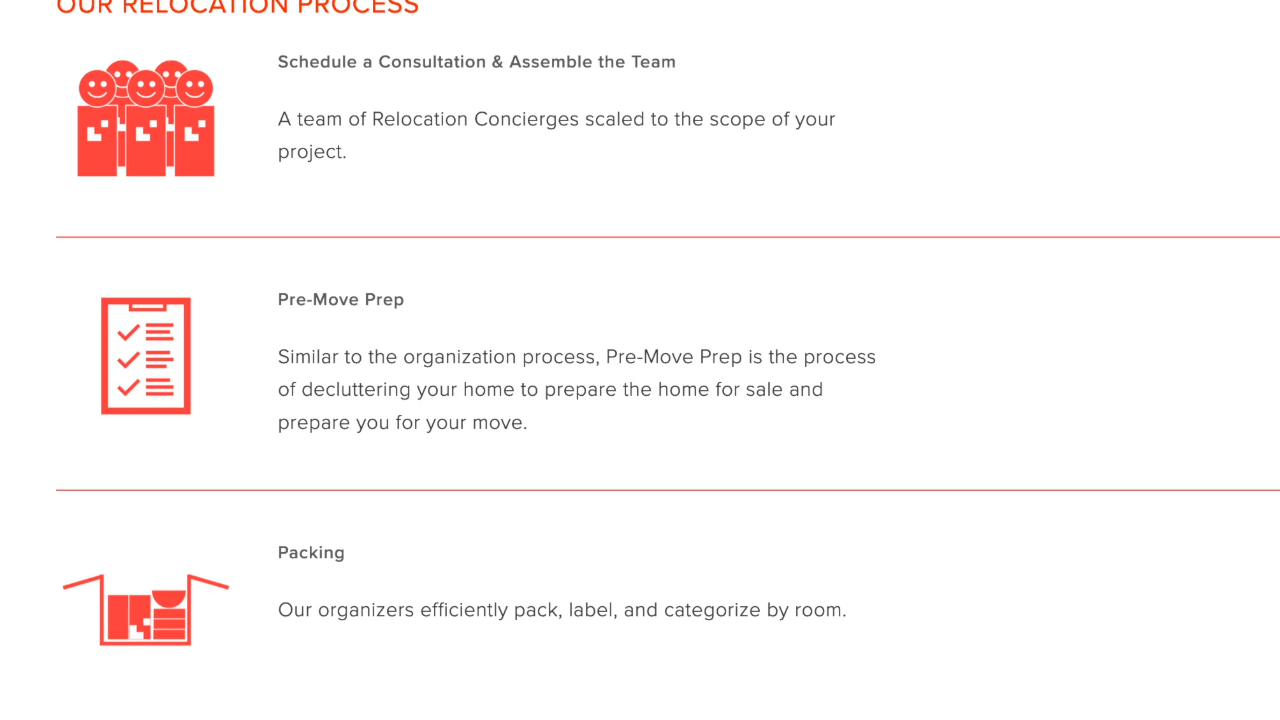 OUR RELOCATION PROCESS
Schedule a Consultation & Assemble the Team
A team of Relocation Concierges scaled to the scope of your
project.
Pre-Move Prep
Similar to the organization process, Pre-Move Prep is the process
of decluttering your home to prepare the home for sale and
prepare you for your move.
Packing
Our organizers efficiently pack, label, and categorize by room.